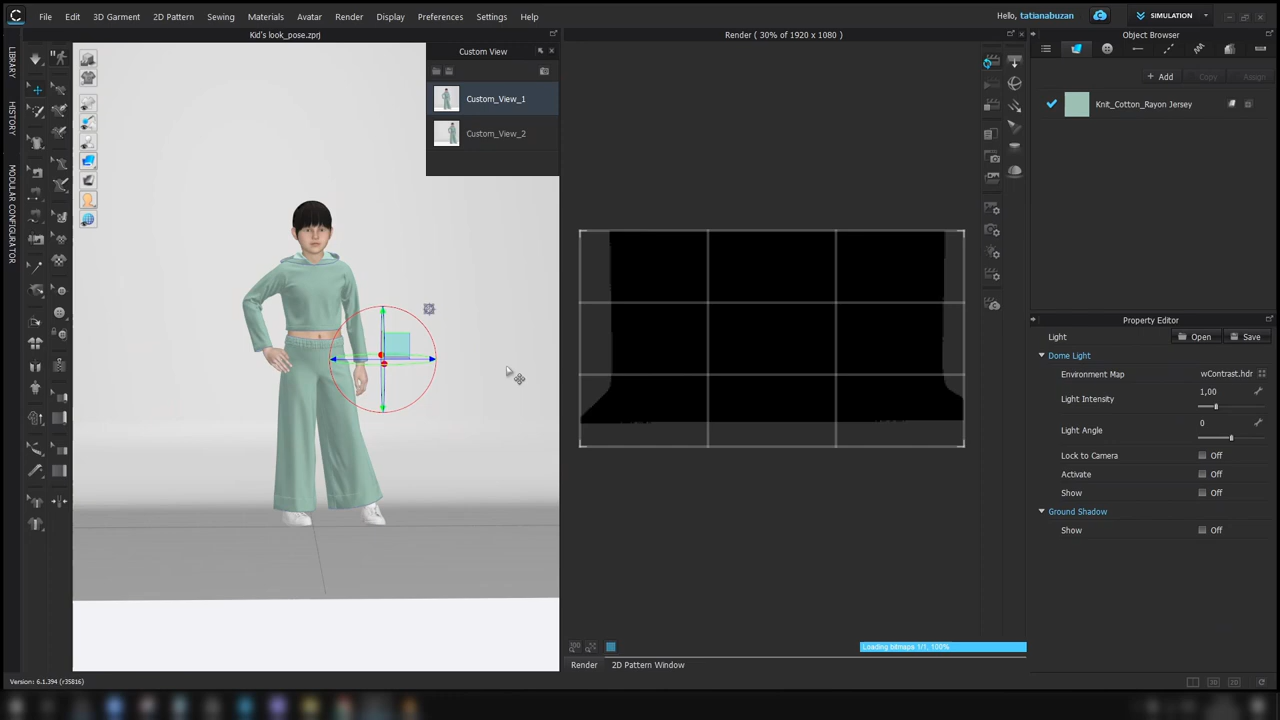 File Edit 3D Garment 2D Pattern Sewing Materials Avatar Render Display Preferences Settings Help
Hello, tatianabuzan SIMULATION
Kid's look_pose.zprj
Render ( 30% of 1920 x 1080 )
Object Browser
LIBRARY
HISTORY
MODULAR CONFIGURATOR
Custom View
Custom_View_1
Custom_View_2
Add Copy Assign
Knit_Cotton_Rayon Jersey
Property Editor
Light Open Save
Dome Light
Environment Map wContrast.hdr
Light Intensity 1,00
Light Angle 0
Lock to Camera Off
Activate Off
Show Off
Ground Shadow
Show Off
100
Loading bitmaps 1/1, 100%
Render 2D Pattern Window
Version: 6.1.394 (r35816)
3D 2D